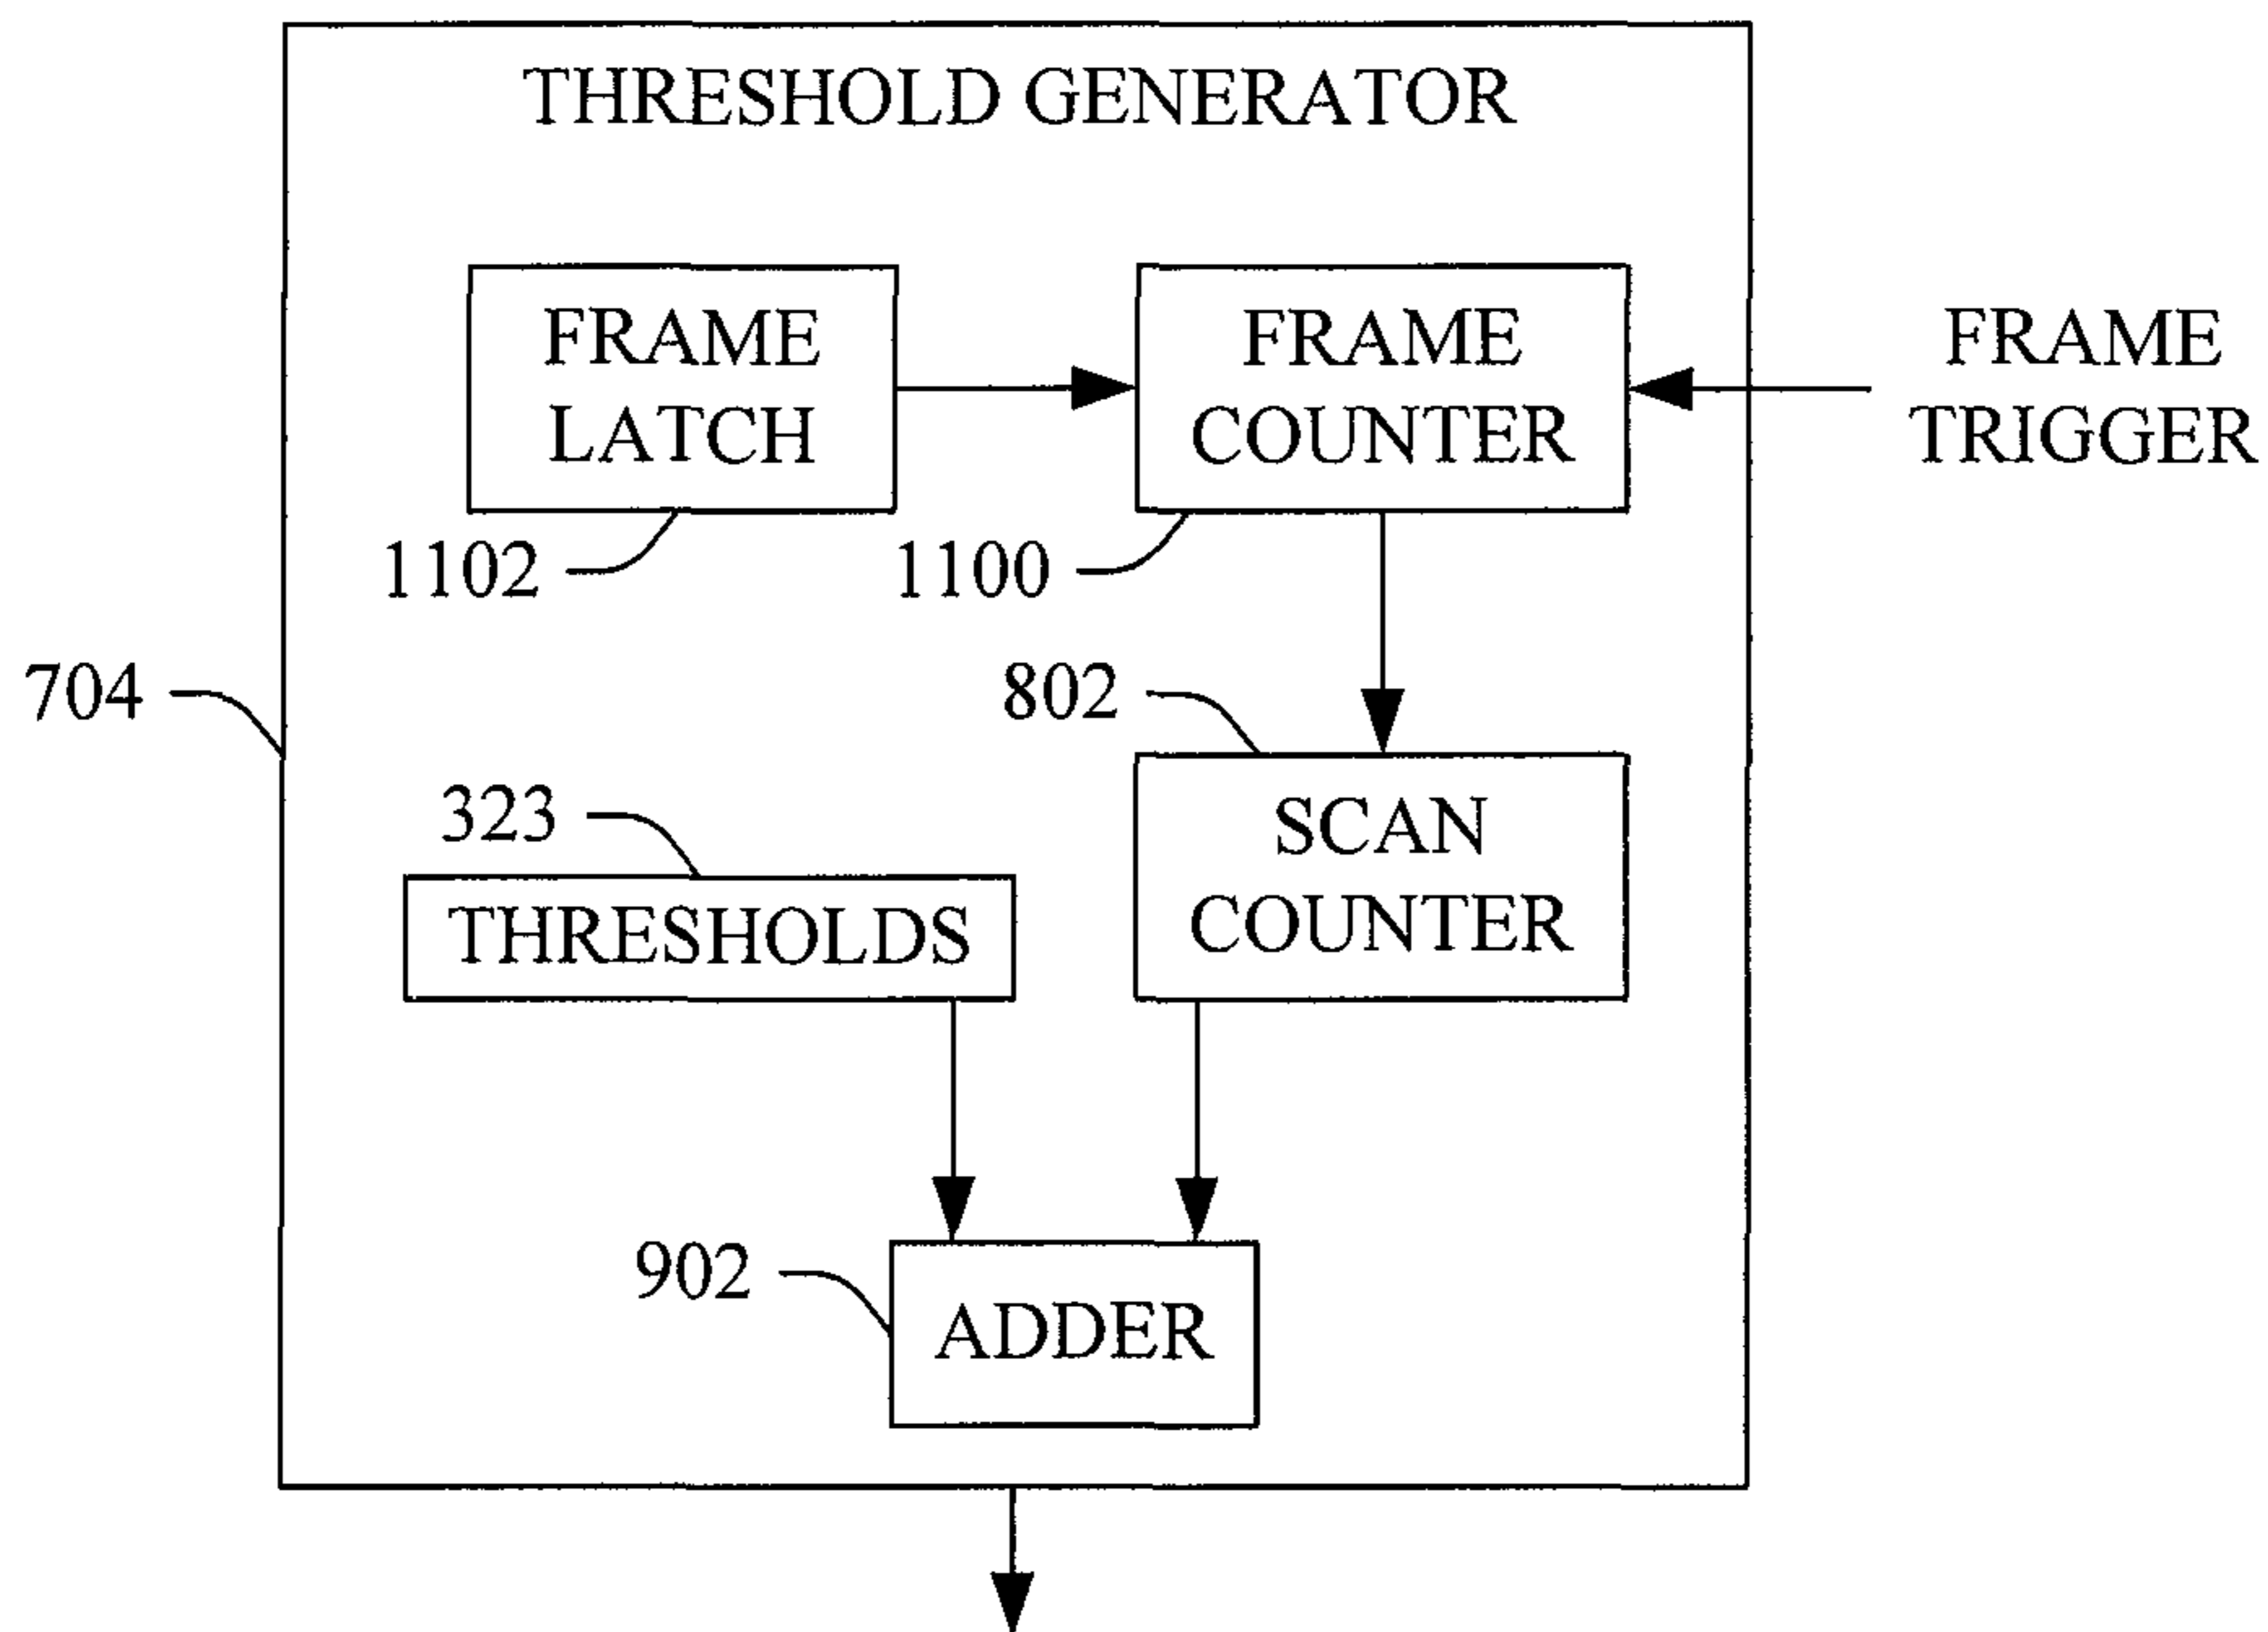 THRESHOLD GENERATOR
FRAME
LATCH
FRAME
COUNTER
FRAME
TRIGGER
1102
1100
704
802
323
THRESHOLDS
SCAN
COUNTER
902
ADDER